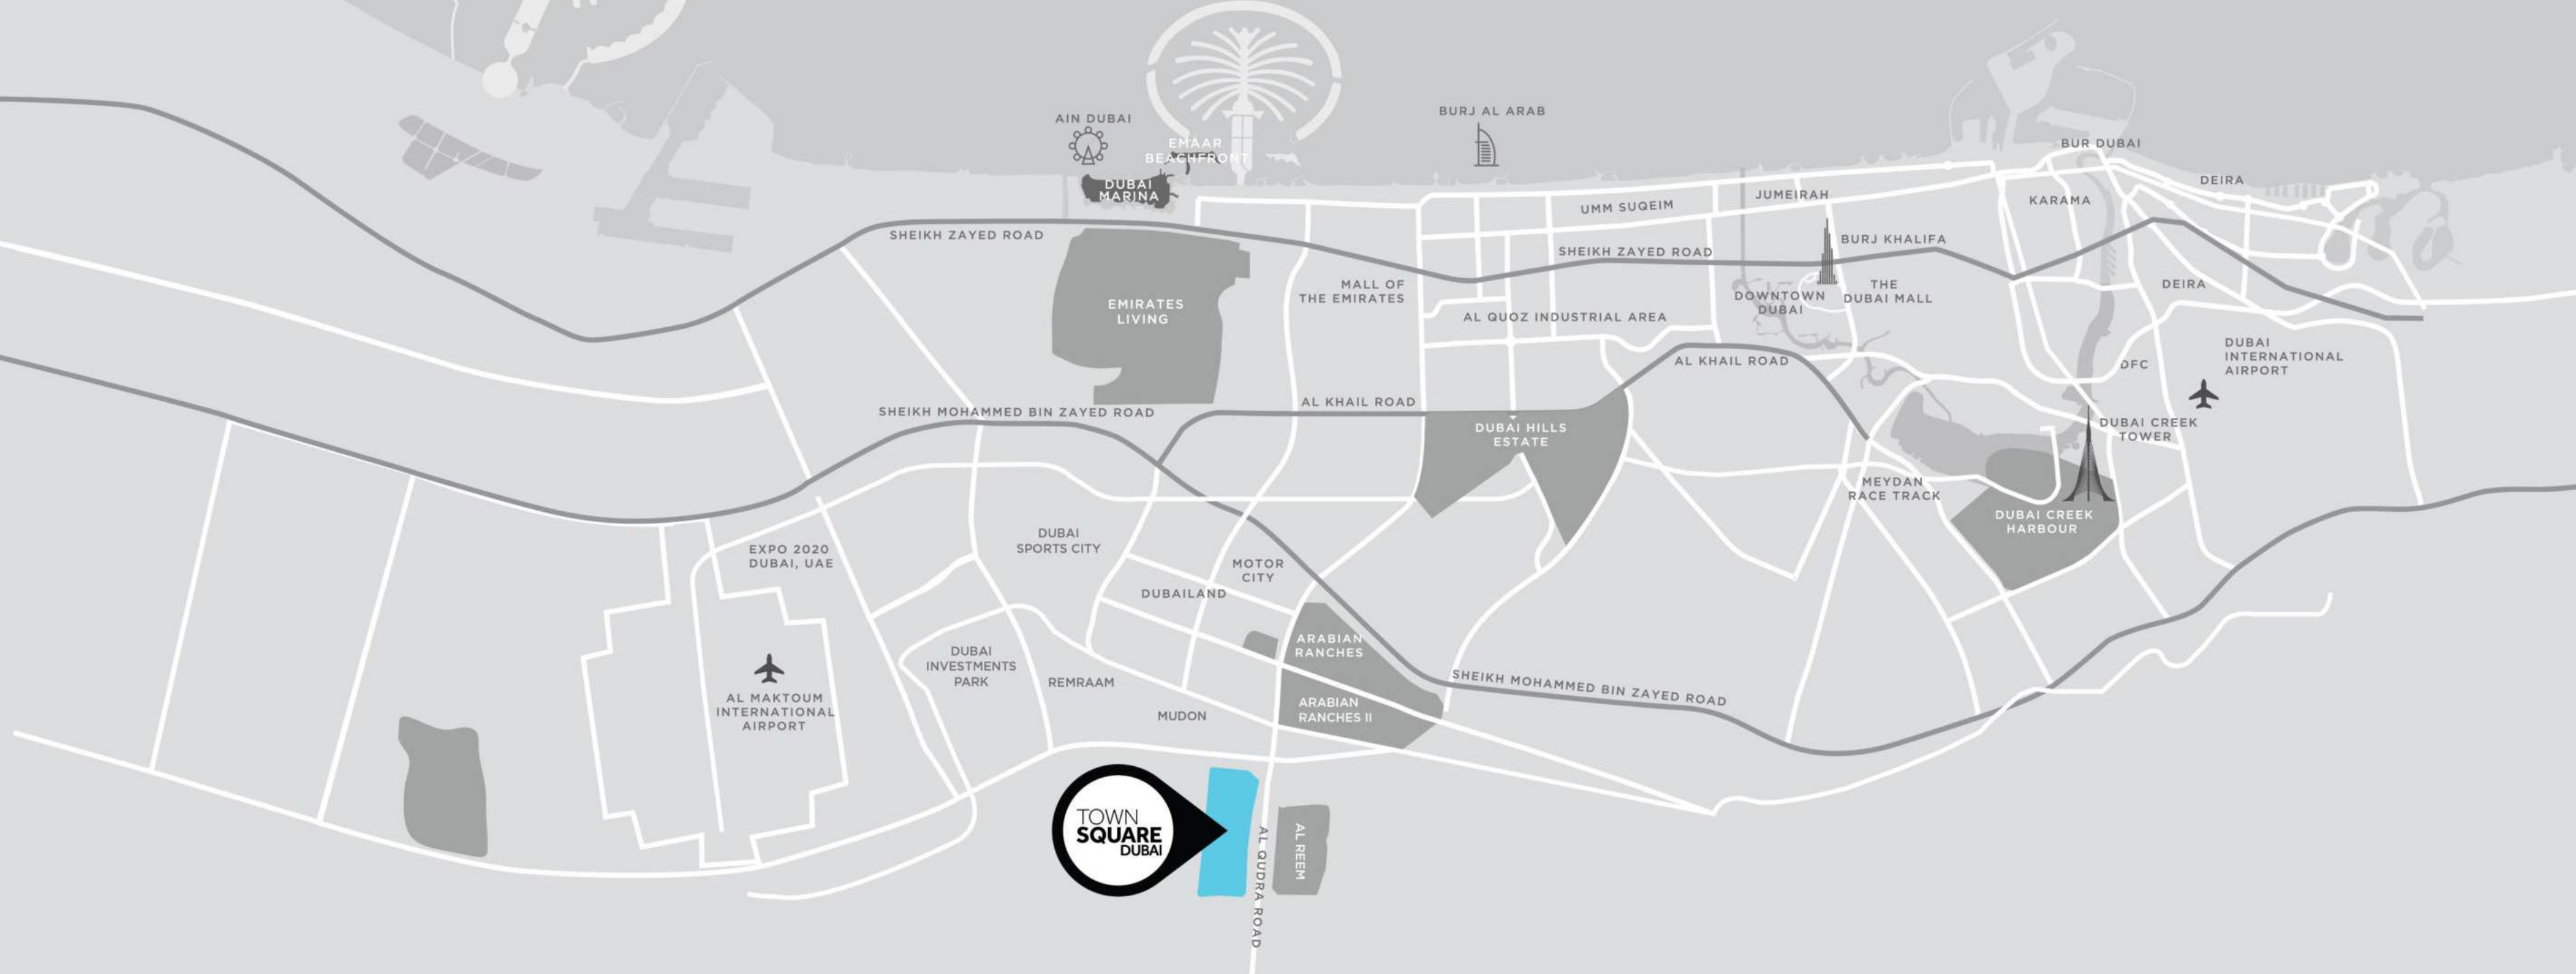 AIN DUBAI
BURJ AL ARAB
EMAAR
BEACHFRONT
DUBAI
MARINA
BUR DUBAI
DEIRA
JUMEIRAH
KARAMA
UMM SUQEIM
SHEIKH ZAYED ROAD
SHEIKH ZAYED ROAD
BURJ KHALIFA
MALL OF
THE EMIRATES
THE
DUBAI MALL
DEIRA
DOWNTOWN
DUBAI
EMIRATES
LIVING
AL QUOZ INDUSTRIAL AREA
DUBAI
INTERNATIONAL
AIRPORT
AL KHAIL ROAD
DFC
AL KHAIL ROAD
SHEIKH MOHAMMED BIN ZAYED ROAD
DUBAI HILLS
ESTATE
DUBAI CREEK
TOWER
MEYDAN
RACE TRACK
DUBAI CREEK
HARBOUR
DUBAI
SPORTS CITY
EXPO 2020
DUBAI, UAE
MOTOR
CITY
DUBAILAND
ARABIAN
RANCHES
DUBAI
INVESTMENTS
PARK
REMRAAM
SHEIKH MOHAMMED BIN ZAYED ROAD
AL MAKTOUM
INTERNATIONAL
AIRPORT
ARABIAN
RANCHES II
MUDON
TOWN
SQUARE
DUBAI
AL QUDRA ROAD
AL REEM